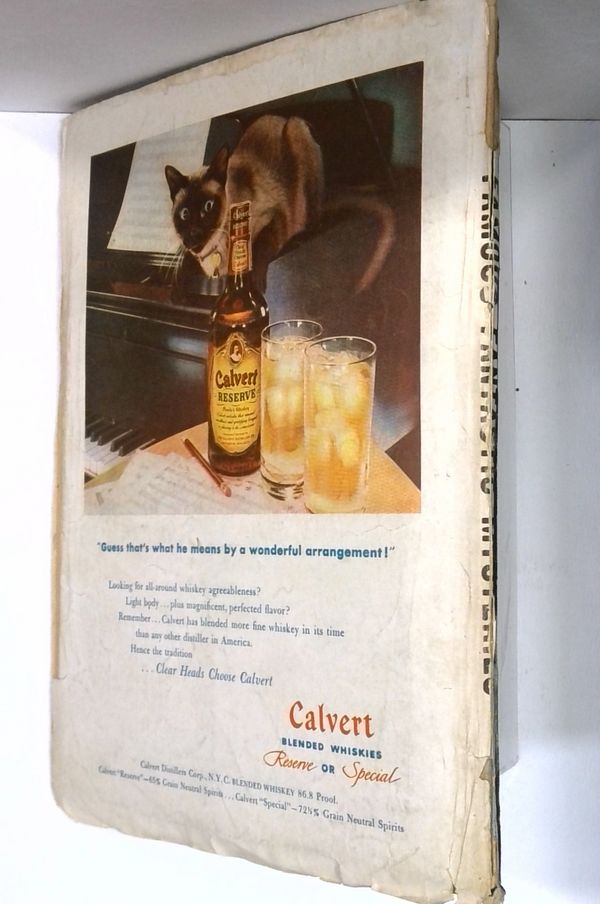 Calvert
RESERVE
"Guess that's what he means by a wonderful arrangement!"
Looking for all-around whiskey agreeableness?
Light body ... plus magnificent, perfected flavor?
Remember ... Calvert has blended more fine whiskey in its time
than any other distiller in America.
Hence the tradition
... Clear Heads Choose Calvert
Calvert
BLENDED WHISKIES
Reserve OR Special
Calvert Distillers Corp., N.Y.C. BLENDED WHISKEY 86.8 Proof.
Calvert "Reserve"—65% Grain Neutral Spirits ... Calvert "Special"—72½% Grain Neutral Spirits
FAMOUS FANTASTIC MYSTERIES